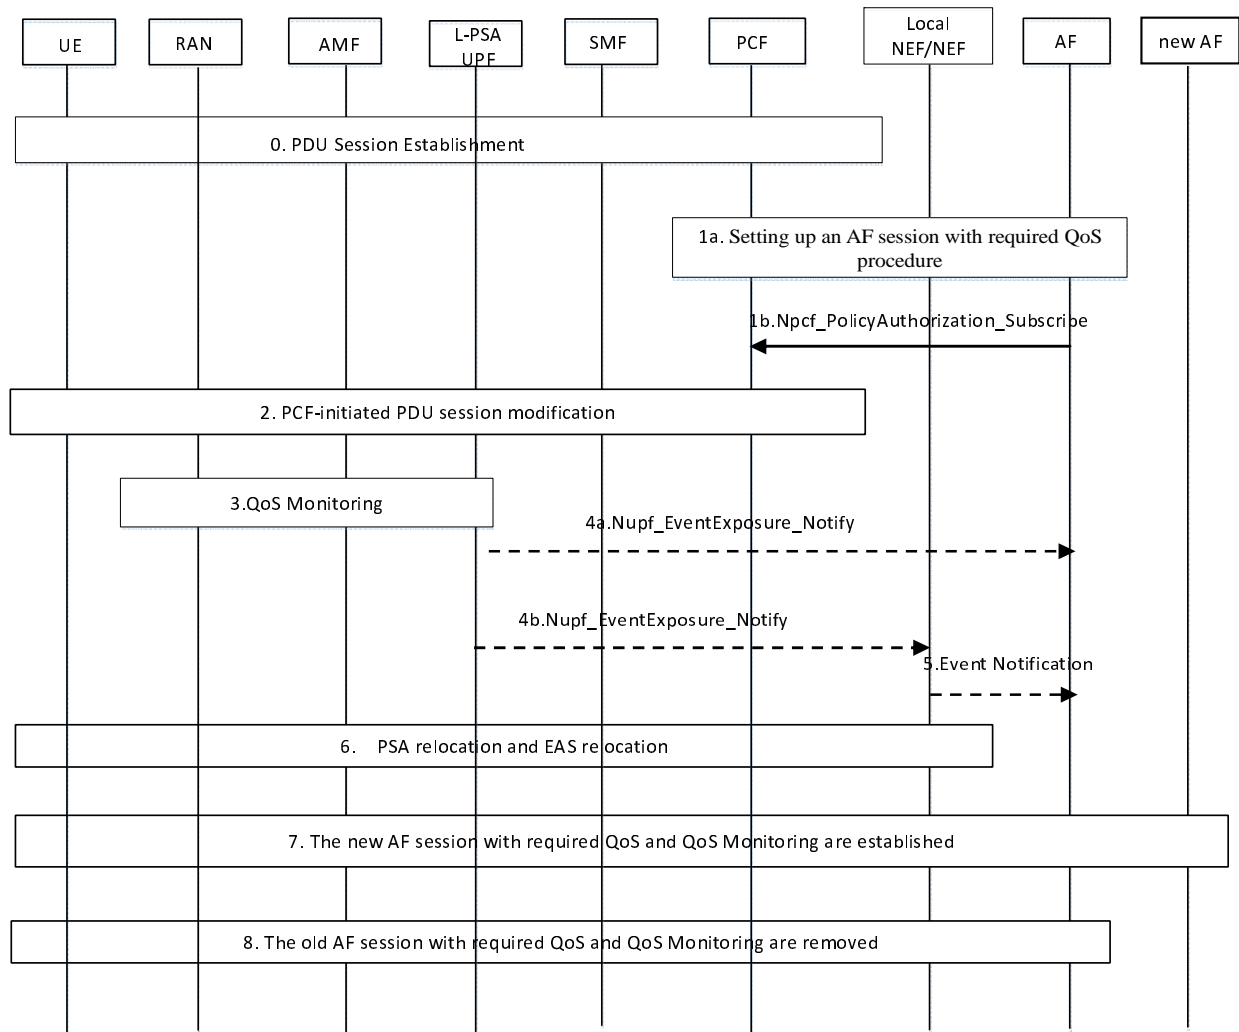 UE
RAN
AMF
L-PSA
UPF
SMF
PCF
Local
NEF/NEF
AF
new AF
0. PDU Session Establishment
1a. Setting up an AF session with required QoS
procedure
1b.Npcf_PolicyAuthorization_Subscribe
2. PCF-initiated PDU session modification
3.QoS Monitoring
4a.Nupf_EventExposure_Notify
4b.Nupf_EventExposure_Notify
5.Event Notification
6. PSA relocation and EAS relocation
7. The new AF session with required QoS and QoS Monitoring are established
8. The old AF session with required QoS and QoS Monitoring are removed